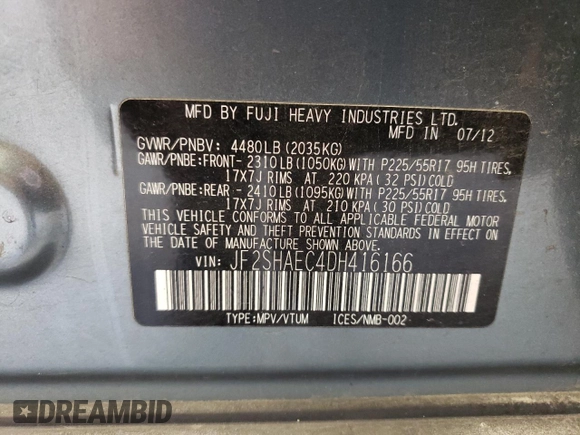 MFD BY FUJI HEAVY INDUSTRIES LTD.
MFD IN 07/12
GVWR/PNBV: 4480LB (2035KG)
GAWR/PNBE:FRONT- 2310LB (1050KG) WITH P225/55R17 95H TIRES,
17X7J RIMS AT 220 KPA ( 32 PSI) COLD
GAWR/PNBE:REAR - 2410LB (1095KG) WITH P225/55R17 95H TIRES,
17X7J RIMS AT 210 KPA ( 30 PSI) COLD
THIS VEHICLE CONFORMS TO ALL APPLICABLE FEDERAL MOTOR
VEHICLE SAFETY AND THEFT PREVENTION STANDARDS IN EFFECT
ON THE DATE OF MANUFACTURE SHOWN ABOVE.
VIN: JF2SHAEC4DH416166
TYPE:MPV/VTUM ICES/NMB-002
DREAMBID